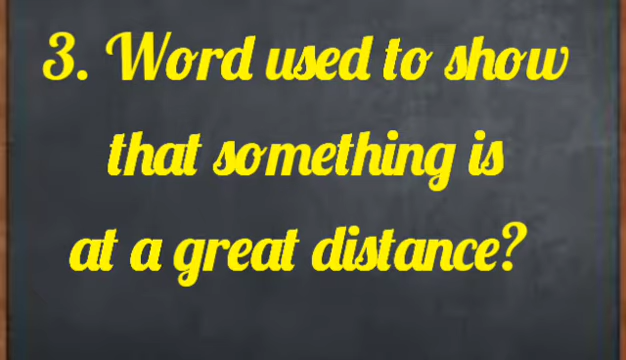 3. Word used to show
that something is
at a great distance?